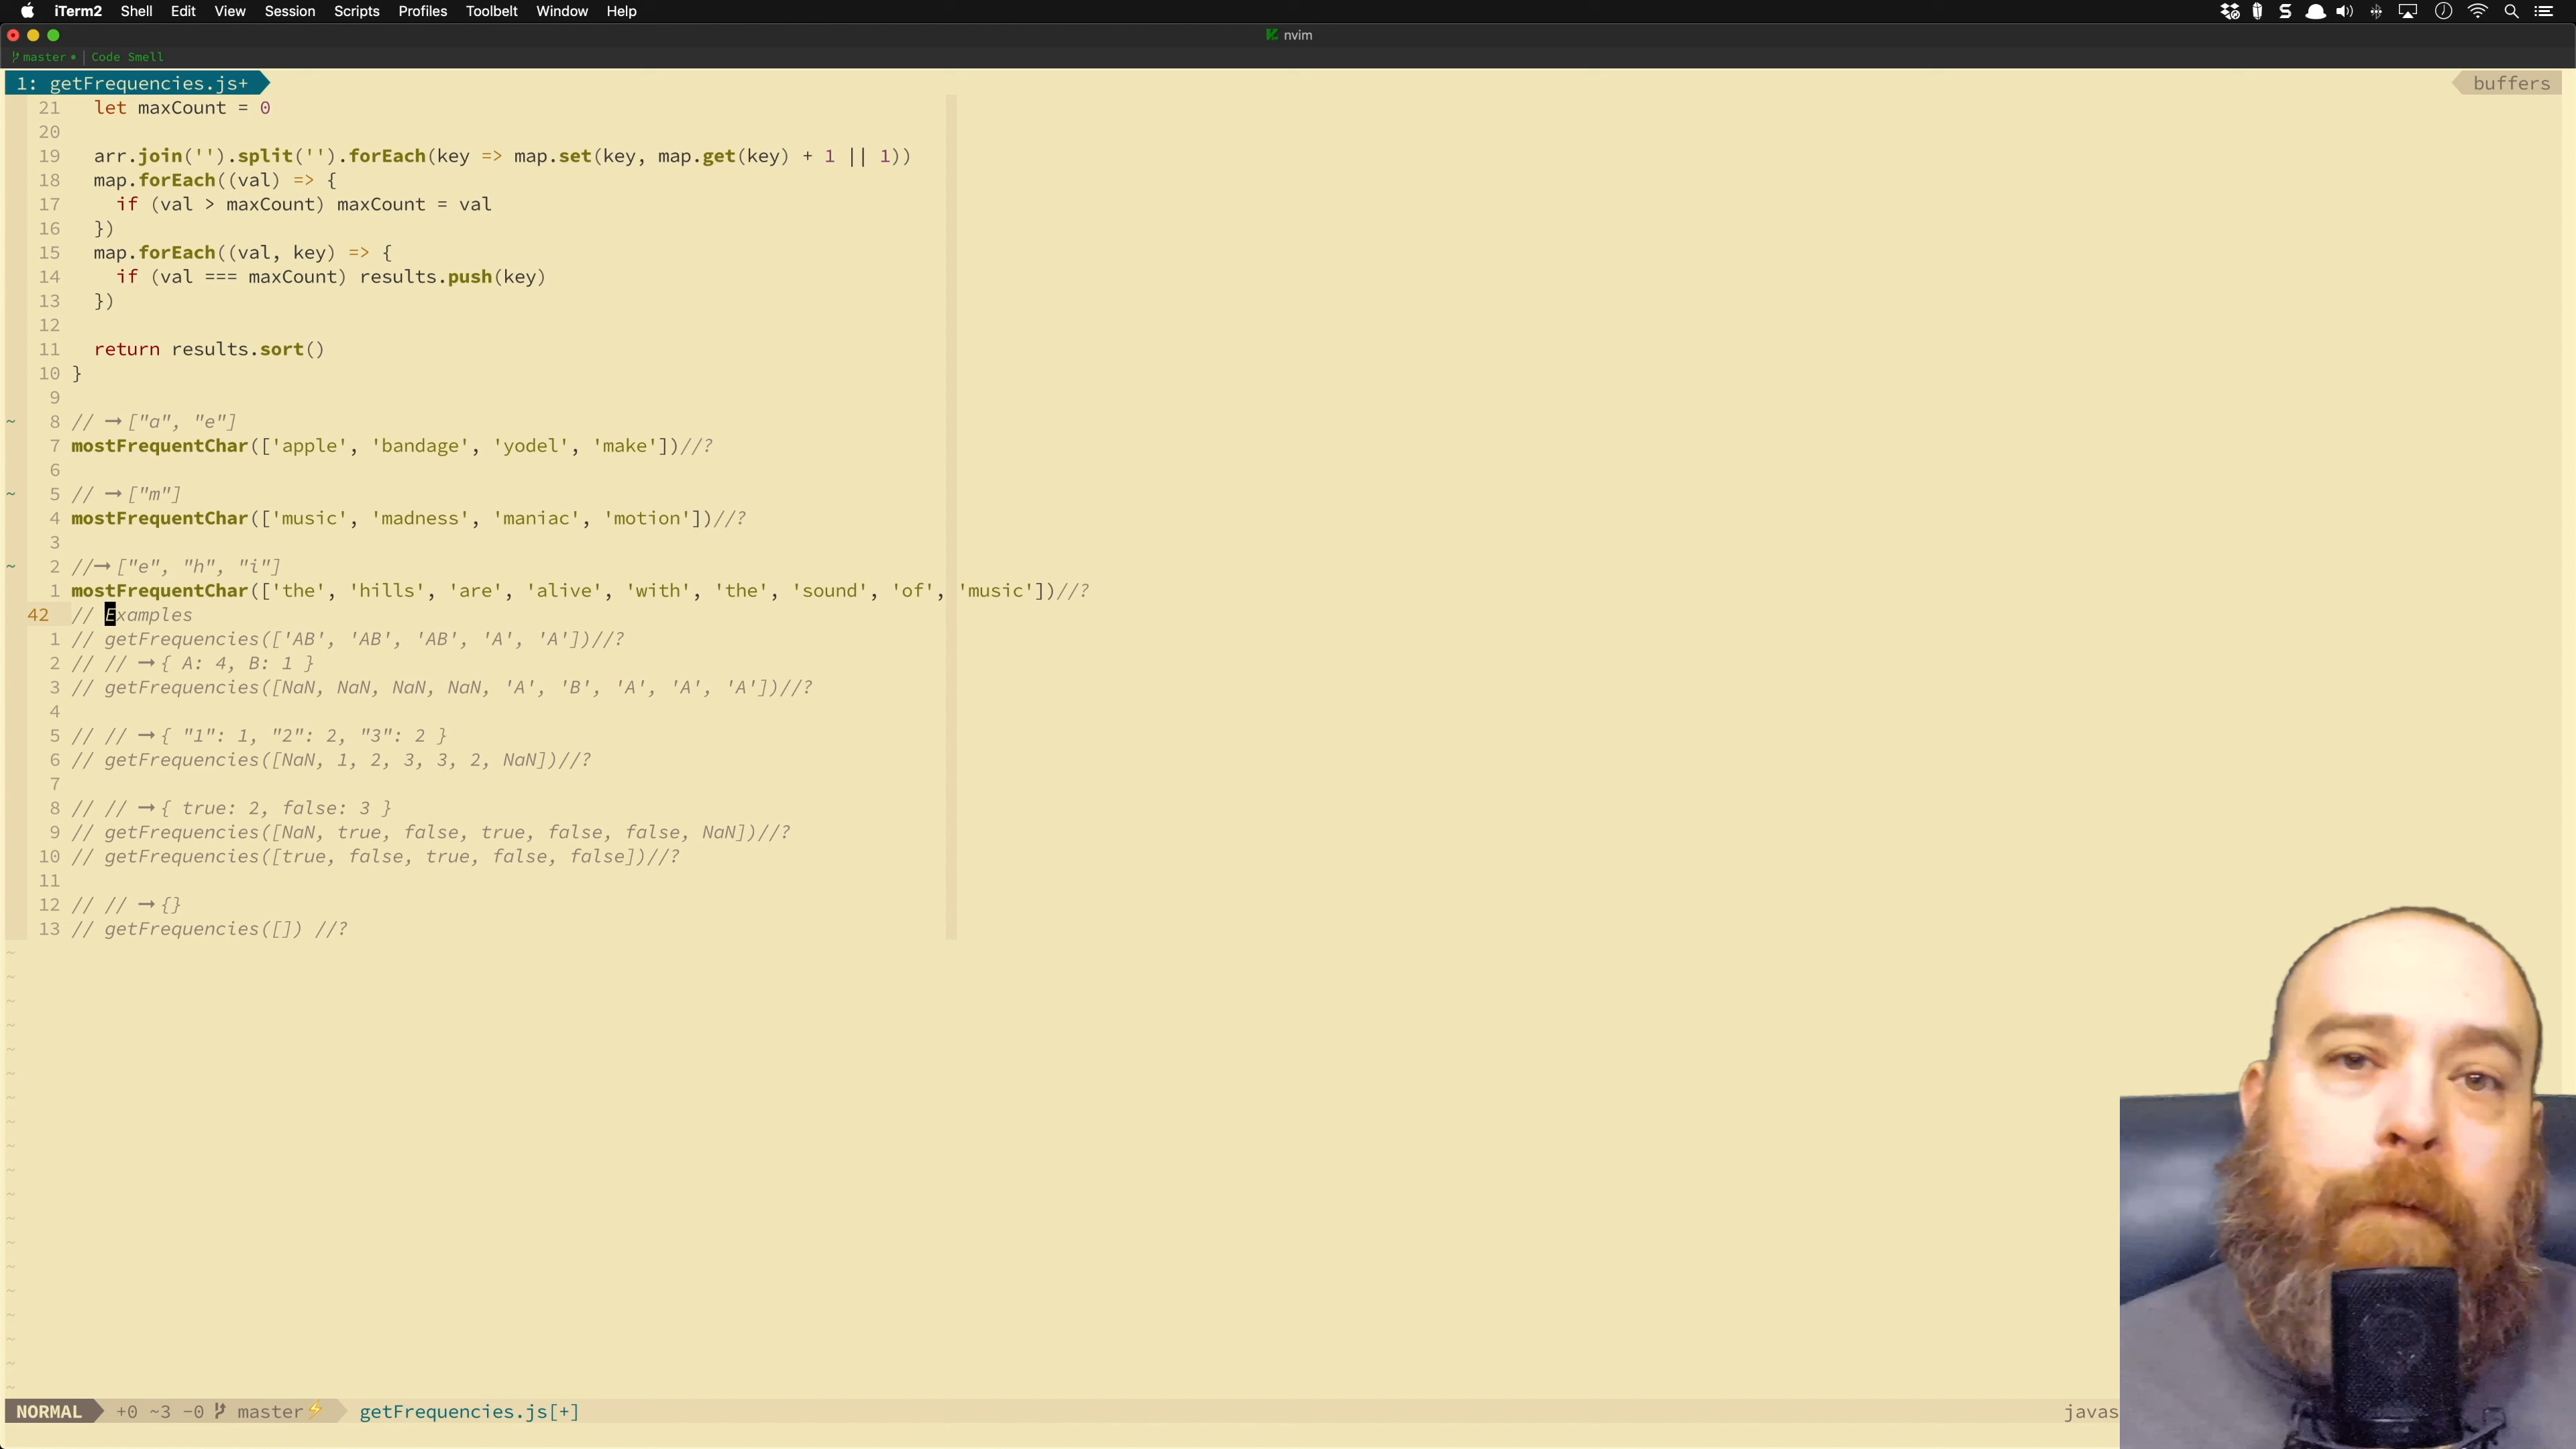 iTerm2 Shell Edit View Session Scripts Profiles Toolbelt Window Help
nvim
master • | Code Smell
1: getFrequencies.js+ buffers
21 let maxCount = 0
20
19 arr.join('').split('').forEach(key => map.set(key, map.get(key) + 1 || 1))
18 map.forEach((val) => {
17 if (val > maxCount) maxCount = val
16 })
15 map.forEach((val, key) => {
14 if (val === maxCount) results.push(key)
13 })
12
11 return results.sort()
10 }
9
~ 8 // → ["a", "e"]
7 mostFrequentChar(['apple', 'bandage', 'yodel', 'make'])//?
6
~ 5 // → ["m"]
4 mostFrequentChar(['music', 'madness', 'maniac', 'motion'])//?
3
~ 2 //→ ["e", "h", "i"]
1 mostFrequentChar(['the', 'hills', 'are', 'alive', 'with', 'the', 'sound', 'of', 'music'])//?
42 // Examples
1 // getFrequencies(['AB', 'AB', 'AB', 'A', 'A'])//?
2 // // → { A: 4, B: 1 }
3 // getFrequencies([NaN, NaN, NaN, NaN, 'A', 'B', 'A', 'A', 'A'])//?
4
5 // // → { "1": 1, "2": 2, "3": 2 }
6 // getFrequencies([NaN, 1, 2, 3, 3, 2, NaN])//?
7
8 // // → { true: 2, false: 3 }
9 // getFrequencies([NaN, true, false, true, false, false, NaN])//?
10 // getFrequencies([true, false, true, false, false])//?
11
12 // // → {}
13 // getFrequencies([]) //?
NORMAL +0 ~3 -0 master⚡ getFrequencies.js[+] javas